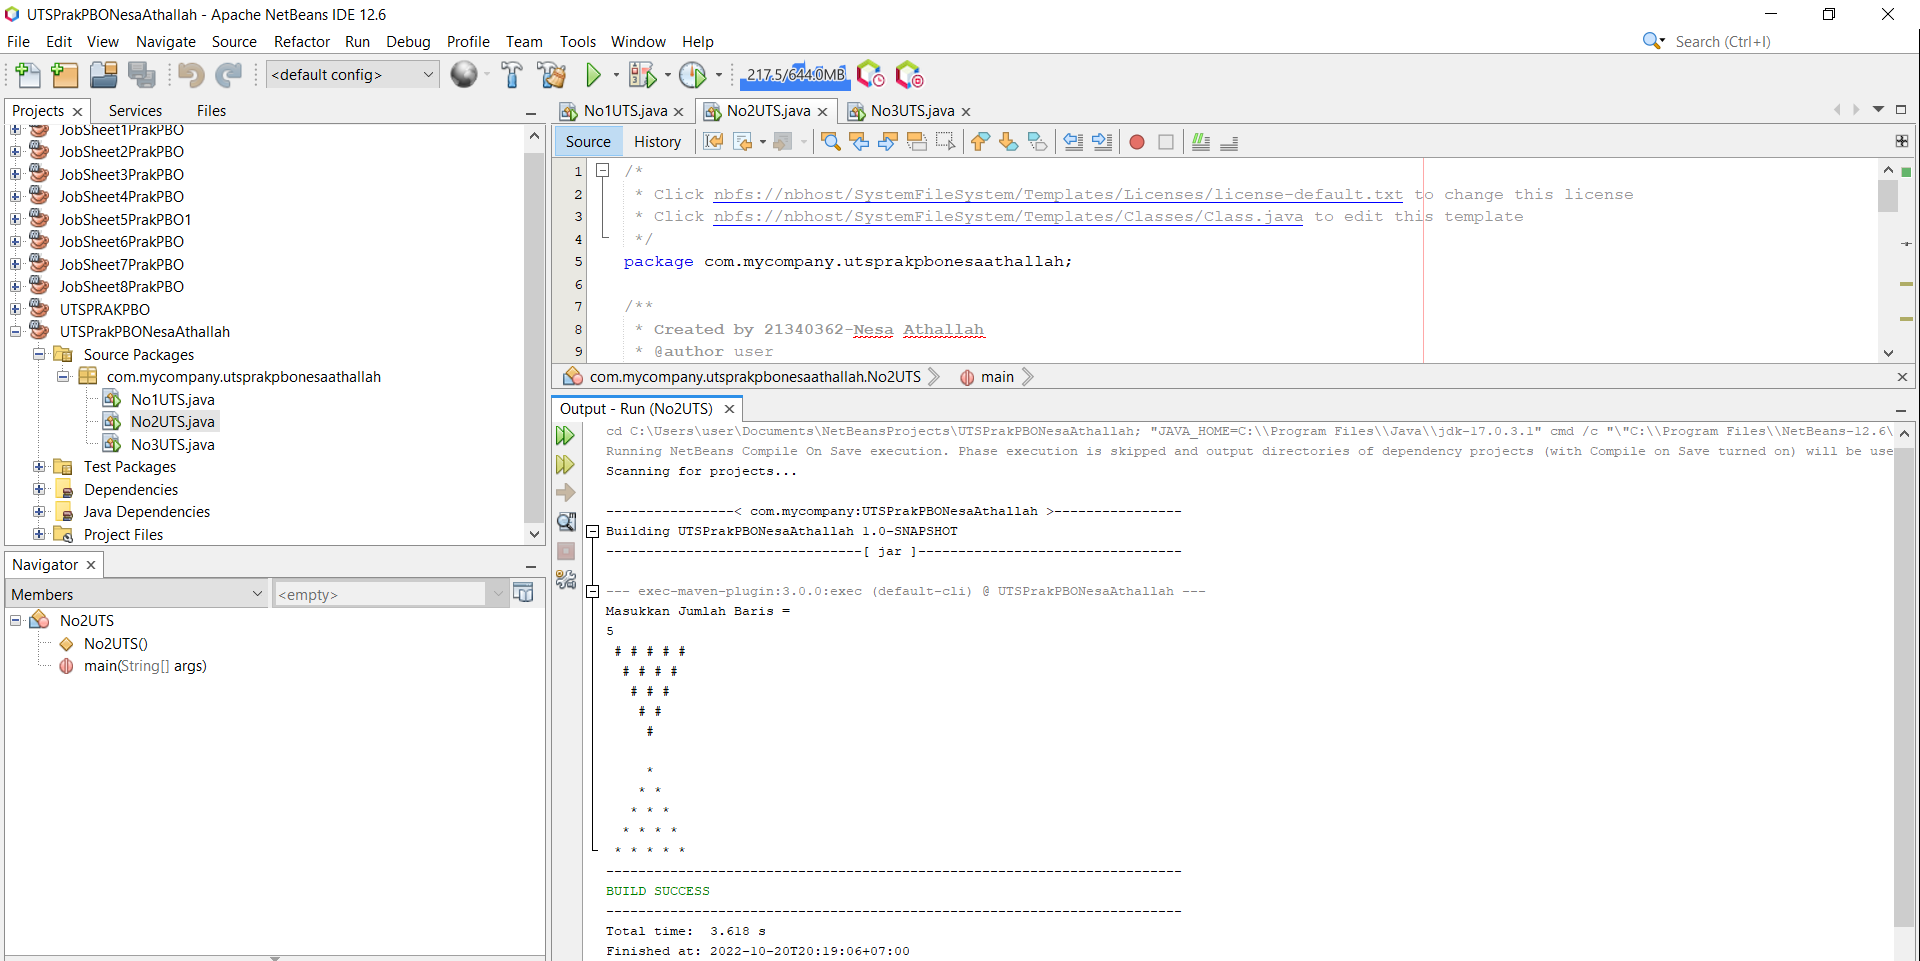 UTSPrakPBONesaAthallah - Apache NetBeans IDE 12.6
File Edit View Navigate Source Refactor Run Debug Profile Team Tools Window Help
Search (Ctrl+I)
<default config>
217.5/644.0MB
Projects Services Files
JobSheet1PrakPBO
JobSheet2PrakPBO
JobSheet3PrakPBO
JobSheet4PrakPBO
JobSheet5PrakPBO1
JobSheet6PrakPBO
JobSheet7PrakPBO
JobSheet8PrakPBO
UTSPRAKPBO
UTSPrakPBONesaAthallah
Source Packages
com.mycompany.utsprakpbonesaathallah
No1UTS.java
No2UTS.java
No3UTS.java
Test Packages
Dependencies
Java Dependencies
Project Files
Navigator
Members
<empty>
No2UTS
No2UTS()
main(String[] args)
No1UTS.java No2UTS.java No3UTS.java
Source History
1 /*
2 * Click nbfs://nbhost/SystemFileSystem/Templates/Licenses/license-default.txt to change this license
3 * Click nbfs://nbhost/SystemFileSystem/Templates/Classes/Class.java to edit this template
4 */
5 package com.mycompany.utsprakpbonesaathallah;
6
7 /**
8 * Created by 21340362-Nesa Athallah
9 * @author user
com.mycompany.utsprakpbonesaathallah.No2UTS main
Output - Run (No2UTS)
cd C:\Users\user\Documents\NetBeansProjects\UTSPrakPBONesaAthallah; "JAVA_HOME=C:\\Program Files\\Java\\jdk-17.0.3.1" cmd /c "\"C:\\Program Files\\NetBeans-12.6\
Running NetBeans Compile On Save execution. Phase execution is skipped and output directories of dependency projects (with Compile on Save turned on) will be use
Scanning for projects...
----------------< com.mycompany:UTSPrakPBONesaAthallah >----------------
Building UTSPrakPBONesaAthallah 1.0-SNAPSHOT
--------------------------------[ jar ]---------------------------------
--- exec-maven-plugin:3.0.0:exec (default-cli) @ UTSPrakPBONesaAthallah ---
Masukkan Jumlah Baris =
5
# # # # #
# # # #
# # #
# #
#
*
* *
* * *
* * * *
* * * * *
------------------------------------------------------------------------
BUILD SUCCESS
------------------------------------------------------------------------
Total time:  3.618 s
Finished at: 2022-10-20T20:19:06+07:00